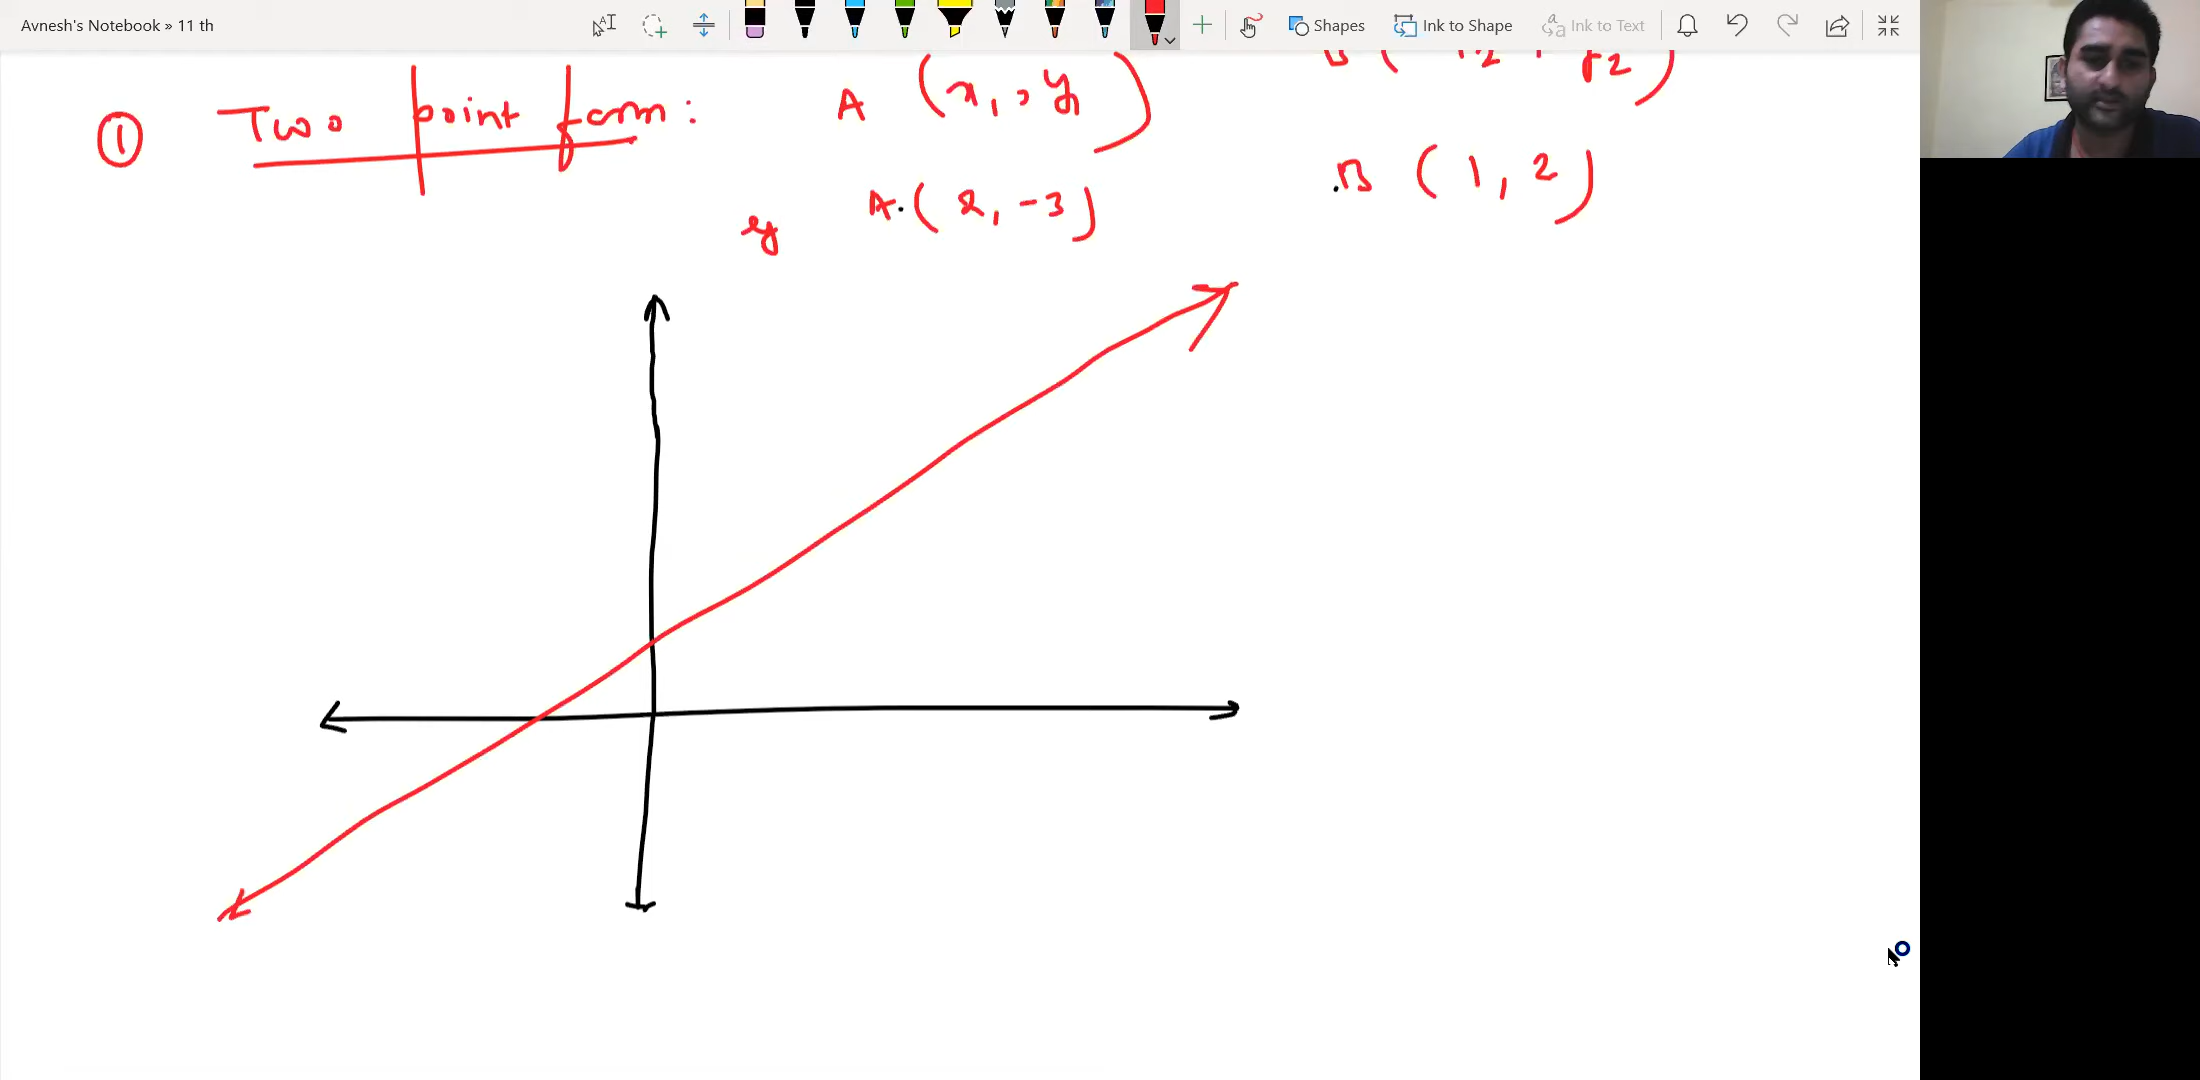 Avnesh's Notebook » 11 th
Shapes Ink to Shape Ink to Text
① Two point form: A (x₁, y₁)
eg A.(2, -3) B (1, 2)